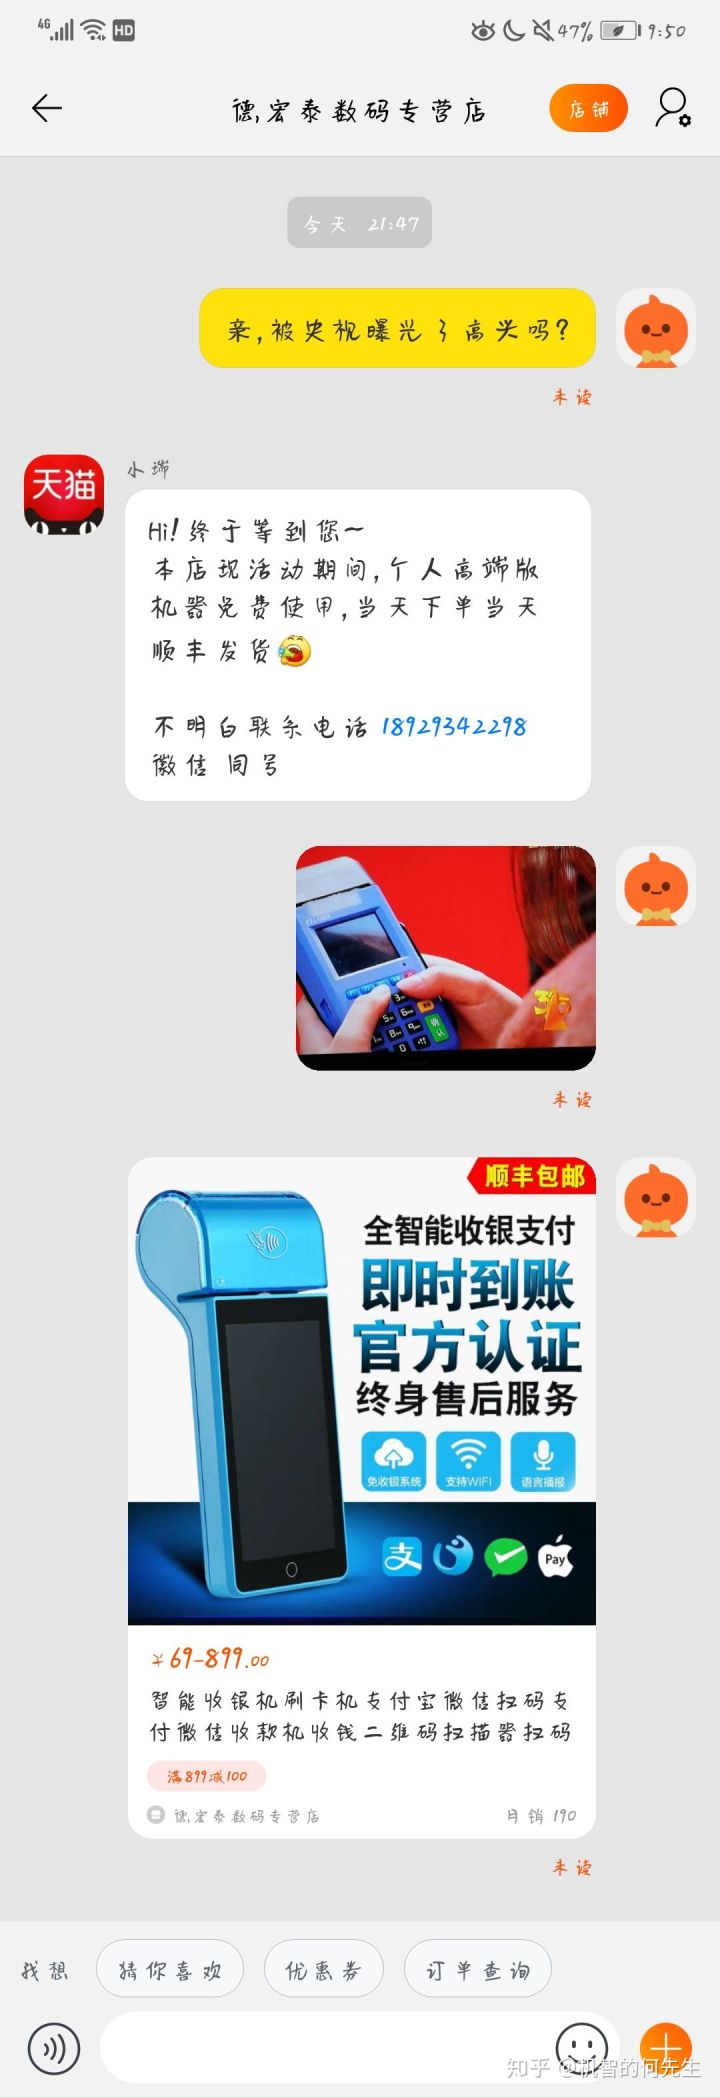 4G HD 47% 9:50
德宏泰数码专营店 店铺
今天 21:47
亲,被央视曝光了高兴吗?
未读
天猫
小瑞
Hi!终于等到您~
本店现活动期间,个人高端版
机器免费使用,当天下单当天
顺丰发货
不明白联系电话 18929342298
微信 同号
3·15
未读
顺丰包邮
全智能收银支付
即时到账
官方认证
终身售后服务
免收银系统 支持WIFI 语言播报
支 Pay
¥69-899.00
智能收银机刷卡机支付宝微信扫码支
付微信收款机收钱二维码扫描器扫码
满899减100
德宏泰数码专营店 月销 190
未读
我想 猜你喜欢 优惠券 订单查询
知乎 @机智的何先生